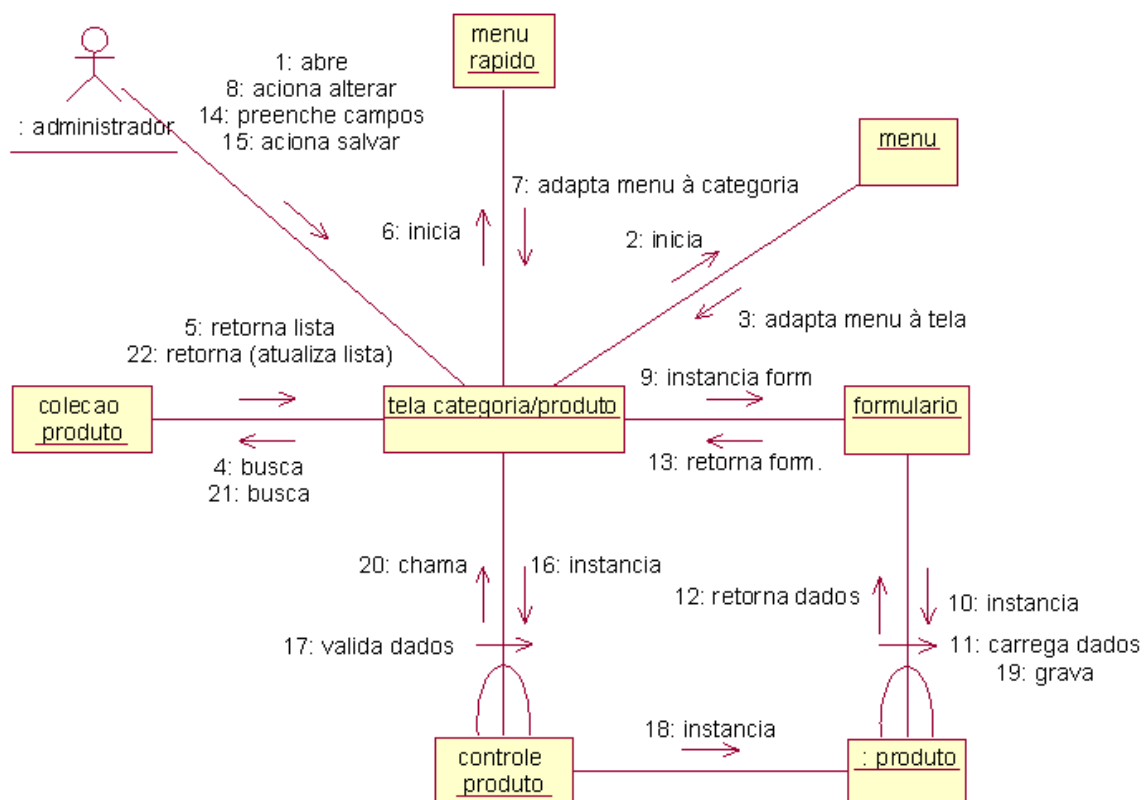 menu
rapido
1: abre
8: aciona alterar
14: preenche campos
15: aciona salvar
: administrador
menu
7: adapta menu à categoria
6: inicia
2: inicia
3: adapta menu à tela
5: retorna lista
22: retorna (atualiza lista)
9: instancia form
colecao
produto
tela categoria/produto
formulario
4: busca
21: busca
13: retorna form.
20: chama
16: instancia
12: retorna dados
10: instancia
17: valida dados
11: carrega dados
19: grava
18: instancia
controle
produto
: produto